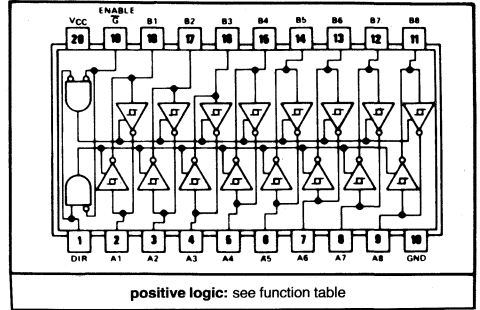 ENABLE
VCC G B1 B2 B3 B4 B5 B6 B7 B8
20 19 18 17 16 15 14 13 12 11
1 2 3 4 5 6 7 8 9 10
DIR A1 A2 A3 A4 A5 A6 A7 A8 GND
positive logic: see function table